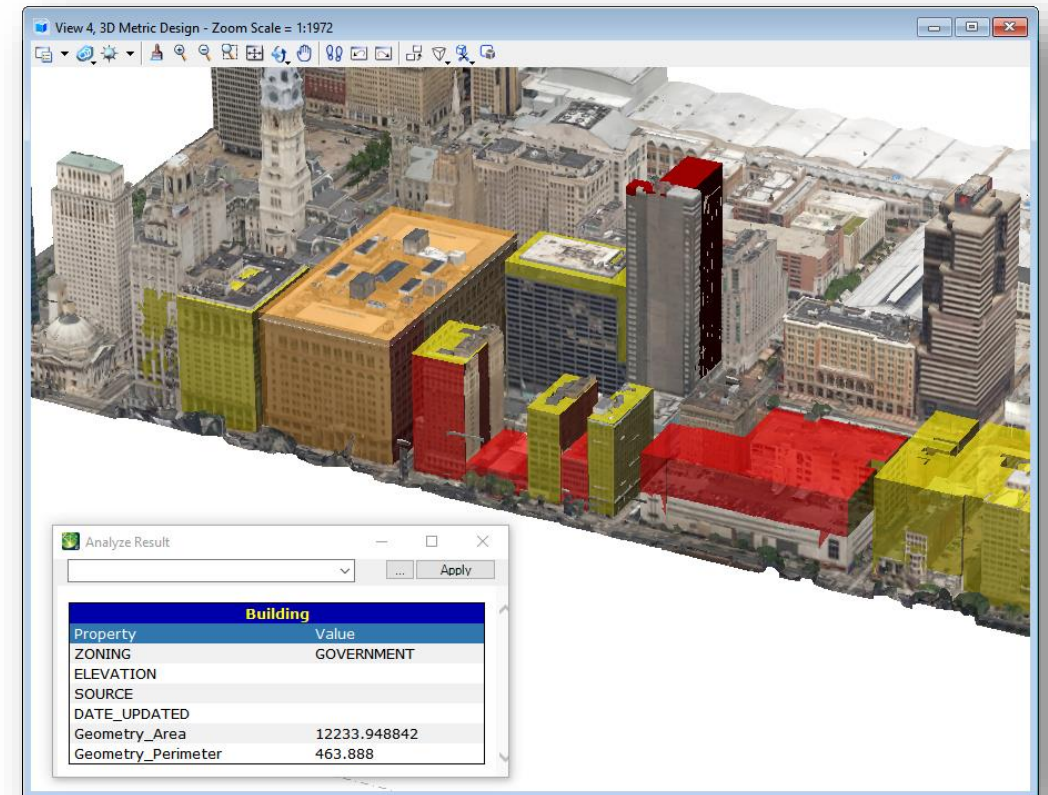 View 4, 3D Metric Design - Zoom Scale = 1:1972
Analyze Result
... Apply
Building
Property Value
ZONING GOVERNMENT
ELEVATION
SOURCE
DATE_UPDATED
Geometry_Area 12233.948842
Geometry_Perimeter 463.888